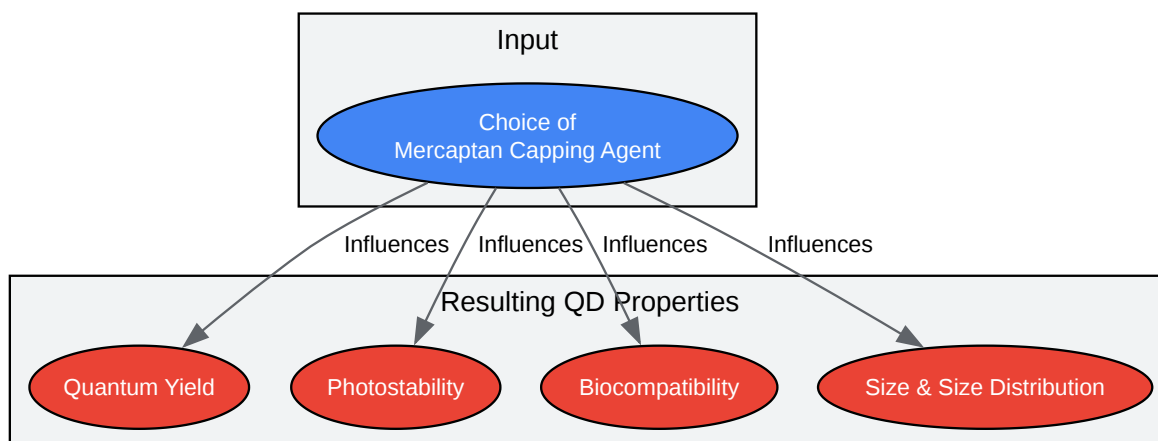 Input
Choice of
Mercaptan Capping Agent
Influences Influences Influences Influences
Resulting QD Properties
Quantum Yield Photostability Biocompatibility Size & Size Distribution